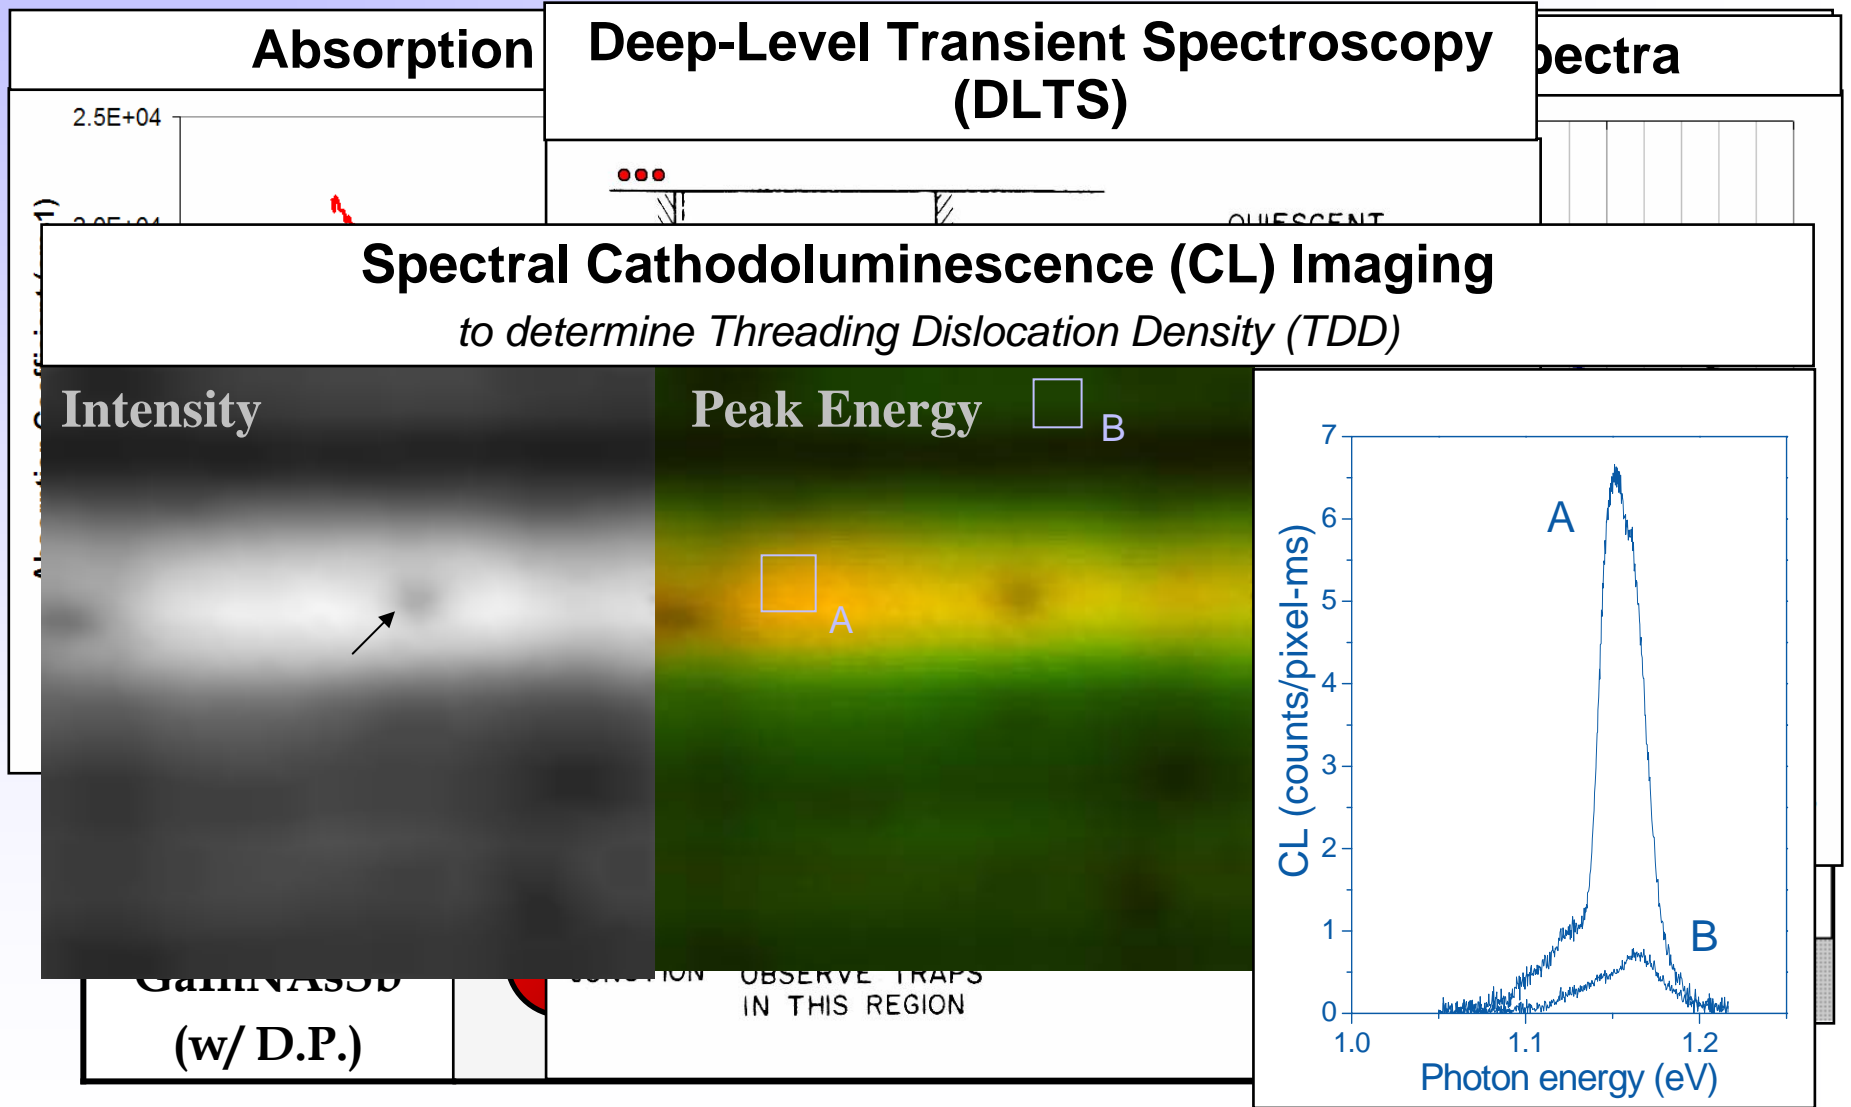 Absorption
Deep-Level Transient Spectroscopy
(DLTS)
2.5E+04
Spectral Cathodoluminescence (CL) Imaging
to determine Threading Dislocation Density (TDD)
Intensity
Peak Energy
B
A
7
6
5
4
3
2
1
0
CL (counts/pixel-ms)
A
B
1.0
1.1
1.2
Photon energy (eV)
OBSERVE TRAPS
IN THIS REGION
(w/ D.P.)